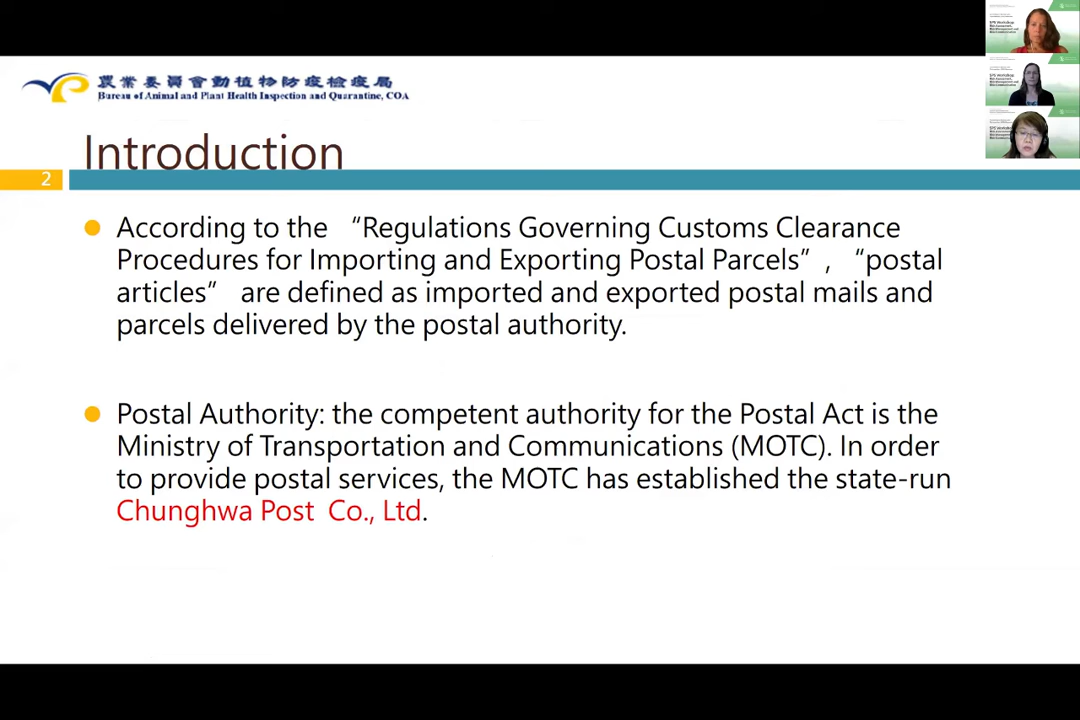 農業委員會動植物防疫檢疫局
Bureau of Animal and Plant Health Inspection and Quarantine, COA
Introduction
2
According to the “Regulations Governing Customs Clearance
Procedures for Importing and Exporting Postal Parcels”, “postal
articles” are defined as imported and exported postal mails and
parcels delivered by the postal authority.
Postal Authority: the competent authority for the Postal Act is the
Ministry of Transportation and Communications (MOTC). In order
to provide postal services, the MOTC has established the state-run
Chunghwa Post Co., Ltd.
SPS Workshop
SPS Workshop